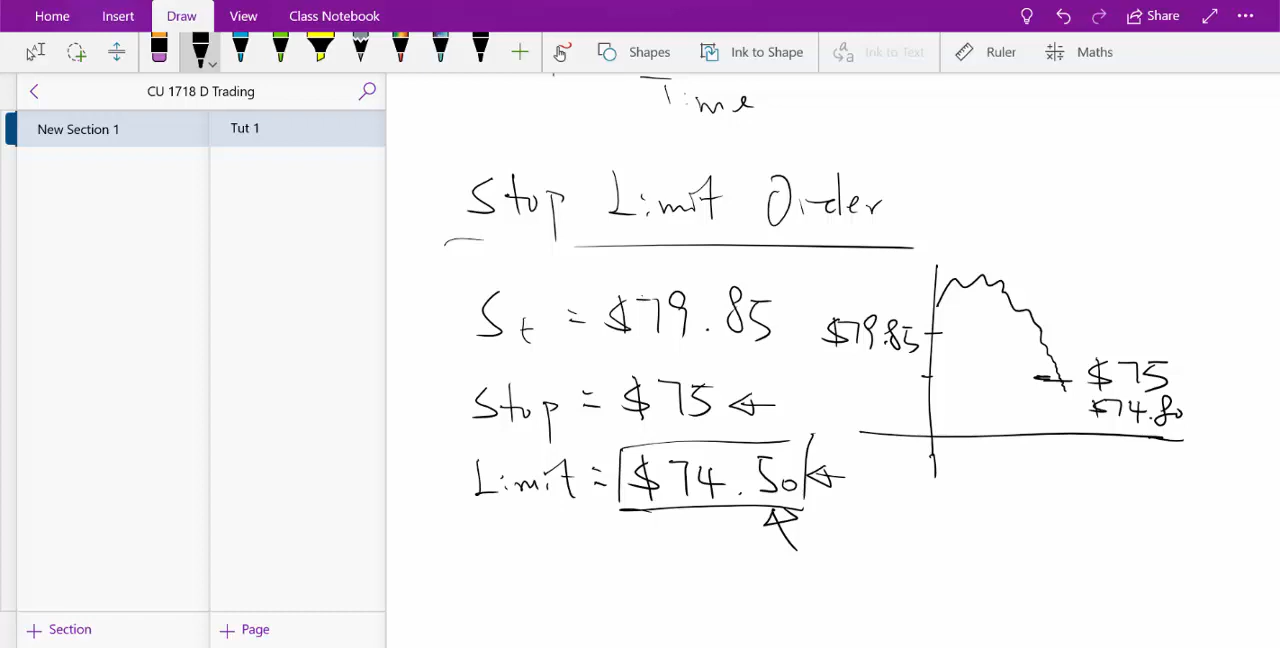 Home Insert Draw View Class Notebook Share
Shapes Ink to Shape Ink to Text Ruler Maths
CU 1718 D Trading
New Section 1
Tut 1
Time
Stop Limit Order
St = $79.85
$79.85
Stop = $75
$75
$74.80
Limit = $74.50
Section
Page